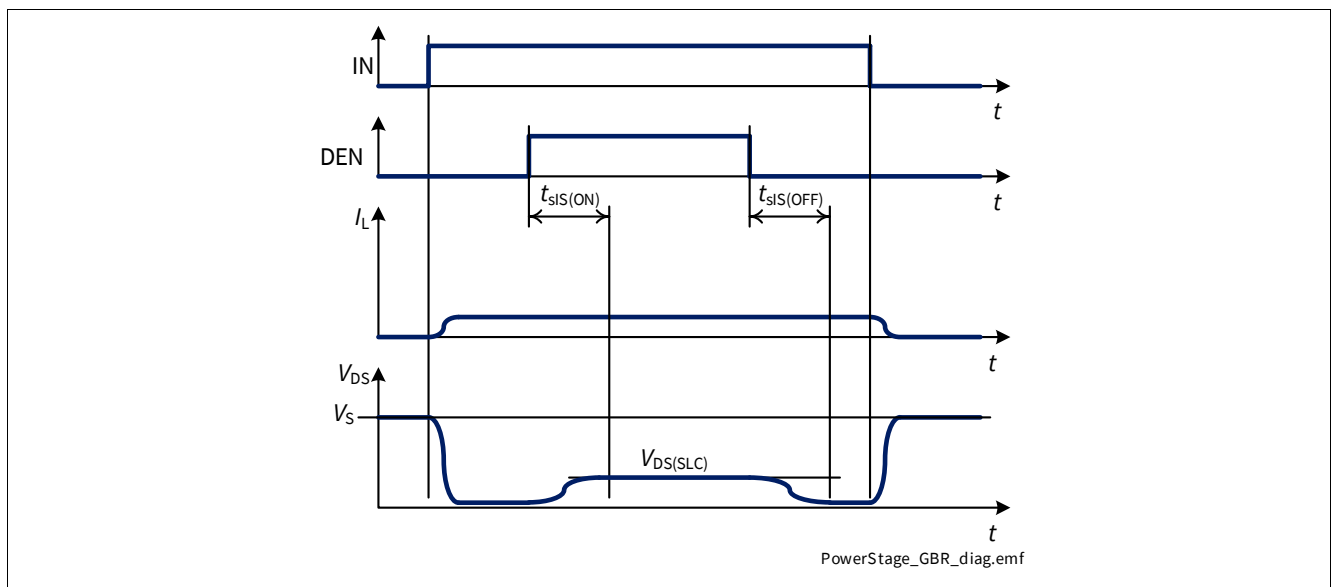 IN
t
DEN
t
tsIS(ON)
tsIS(OFF)
IL
t
VDS
VS
VDS(SLC)
t
PowerStage_GBR_diag.emf